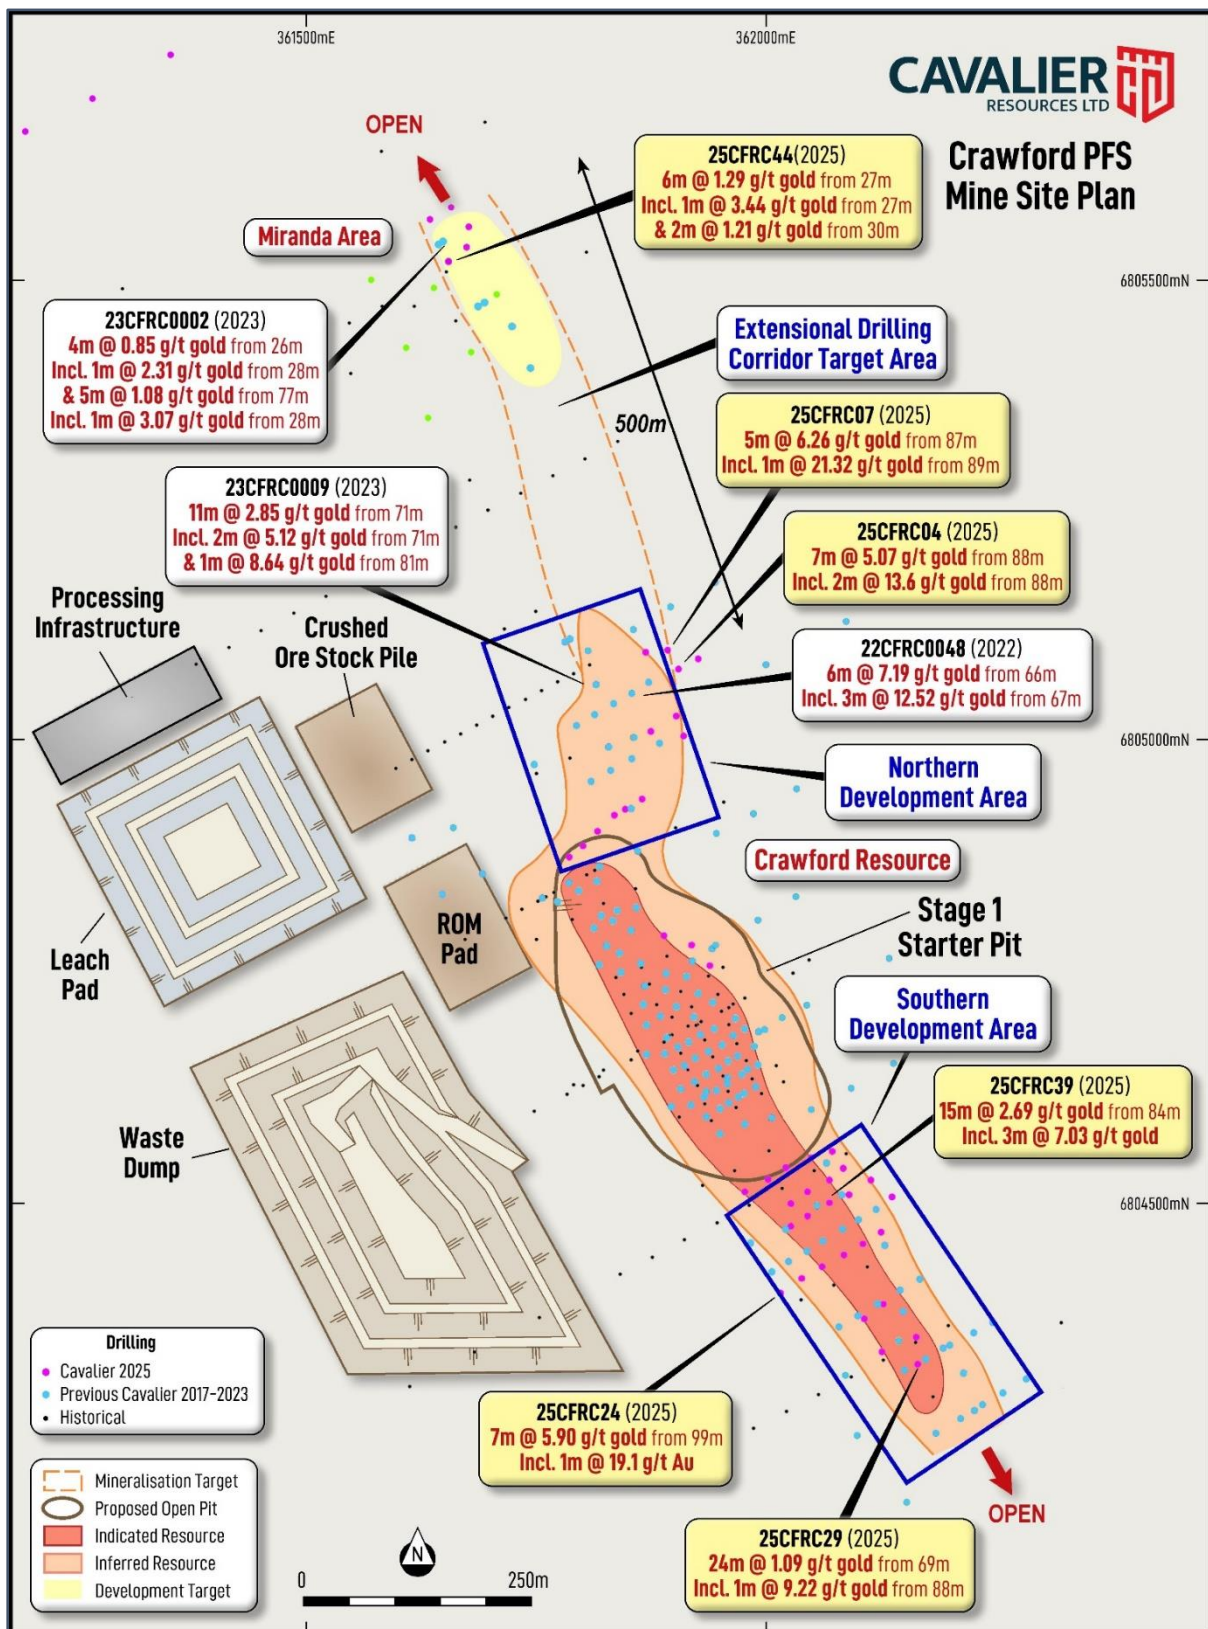 361500mE
362000mE
CAVALIER
RESOURCES LTD
Crawford PFS
Mine Site Plan
OPEN
25CFRC44(2025)
6m @ 1.29 g/t gold from 27m
Incl. 1m @ 3.44 g/t gold from 27m
& 2m @ 1.21 g/t gold from 30m
Miranda Area
6805500mN
23CFRC0002 (2023)
4m @ 0.85 g/t gold from 26m
Incl. 1m @ 2.31 g/t gold from 28m
& 5m @ 1.08 g/t gold from 77m
Incl. 1m @ 3.07 g/t gold from 28m
Extensional Drilling
Corridor Target Area
500m
25CFRC07 (2025)
5m @ 6.26 g/t gold from 87m
Incl. 1m @ 21.32 g/t gold from 89m
23CFRC0009 (2023)
11m @ 2.85 g/t gold from 71m
Incl. 2m @ 5.12 g/t gold from 71m
& 1m @ 8.64 g/t gold from 81m
25CFRC04 (2025)
7m @ 5.07 g/t gold from 88m
Incl. 2m @ 13.6 g/t gold from 88m
Processing
Infrastructure
Crushed
Ore Stock Pile
22CFRC0048 (2022)
6m @ 7.19 g/t gold from 66m
Incl. 3m @ 12.52 g/t gold from 67m
6805000mN
Northern
Development Area
Crawford Resource
ROM
Pad
Stage 1
Starter Pit
Leach
Pad
Southern
Development Area
25CFRC39 (2025)
15m @ 2.69 g/t gold from 84m
Incl. 3m @ 7.03 g/t gold
Waste
Dump
6804500mN
Drilling
Cavalier 2025
Previous Cavalier 2017-2023
Historical
25CFRC24 (2025)
7m @ 5.90 g/t gold from 99m
Incl. 1m @ 19.1 g/t Au
Mineralisation Target
Proposed Open Pit
Indicated Resource
Inferred Resource
Development Target
N
0
250m
OPEN
25CFRC29 (2025)
24m @ 1.09 g/t gold from 69m
Incl. 1m @ 9.22 g/t gold from 88m